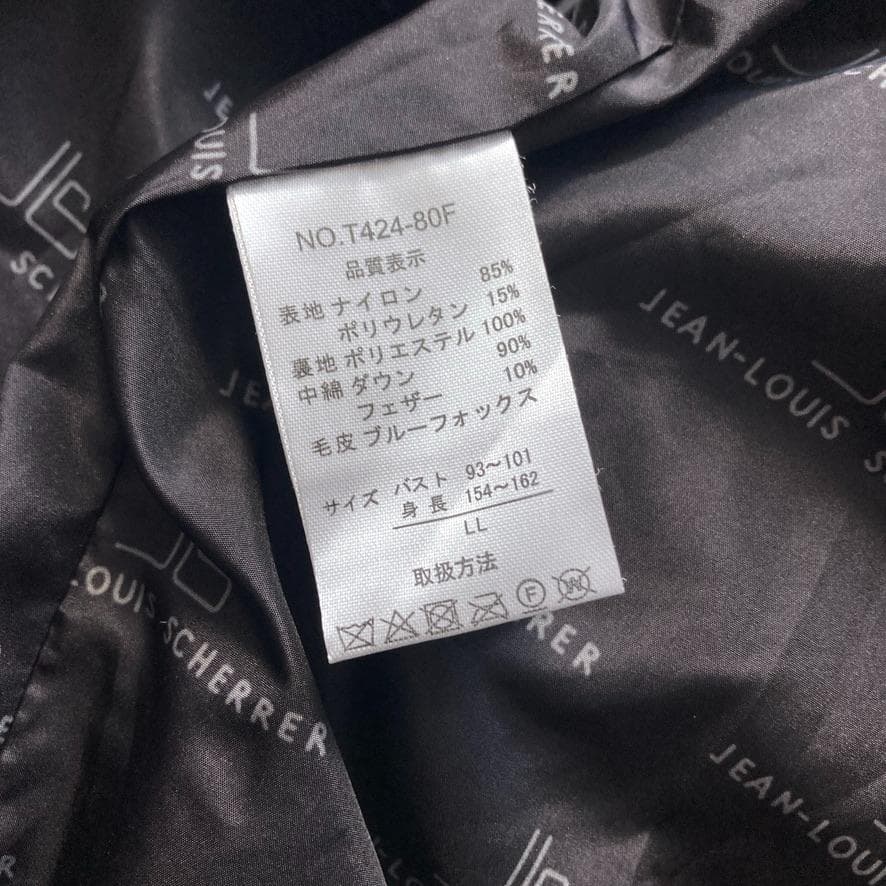 NO.T424-80F
品質表示
表地 ナイロン 85%
ポリウレタン 15%
裏地 ポリエステル 100%
中綿 ダウン 90%
フェザー 10%
毛皮 ブルーフォックス
サイズ バスト 93〜101
身長 154〜162
LL
取扱方法
F W
JEAN-LOUIS
JEAN-LOUIS
LOUIS SCHERRER